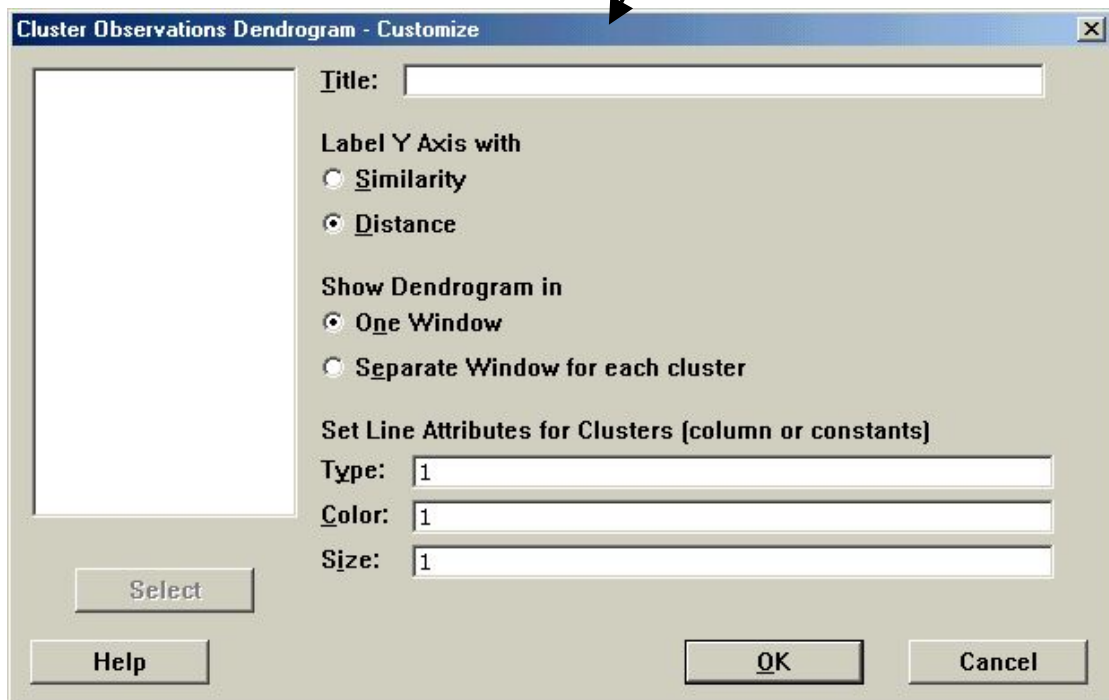 Cluster Observations Dendrogram - Customize
Title:
Label Y Axis with
Similarity
Distance
Show Dendrogram in
One Window
Separate Window for each cluster
Set Line Attributes for Clusters (column or constants)
Type: 1
Color: 1
Size: 1
Select
Help
OK
Cancel